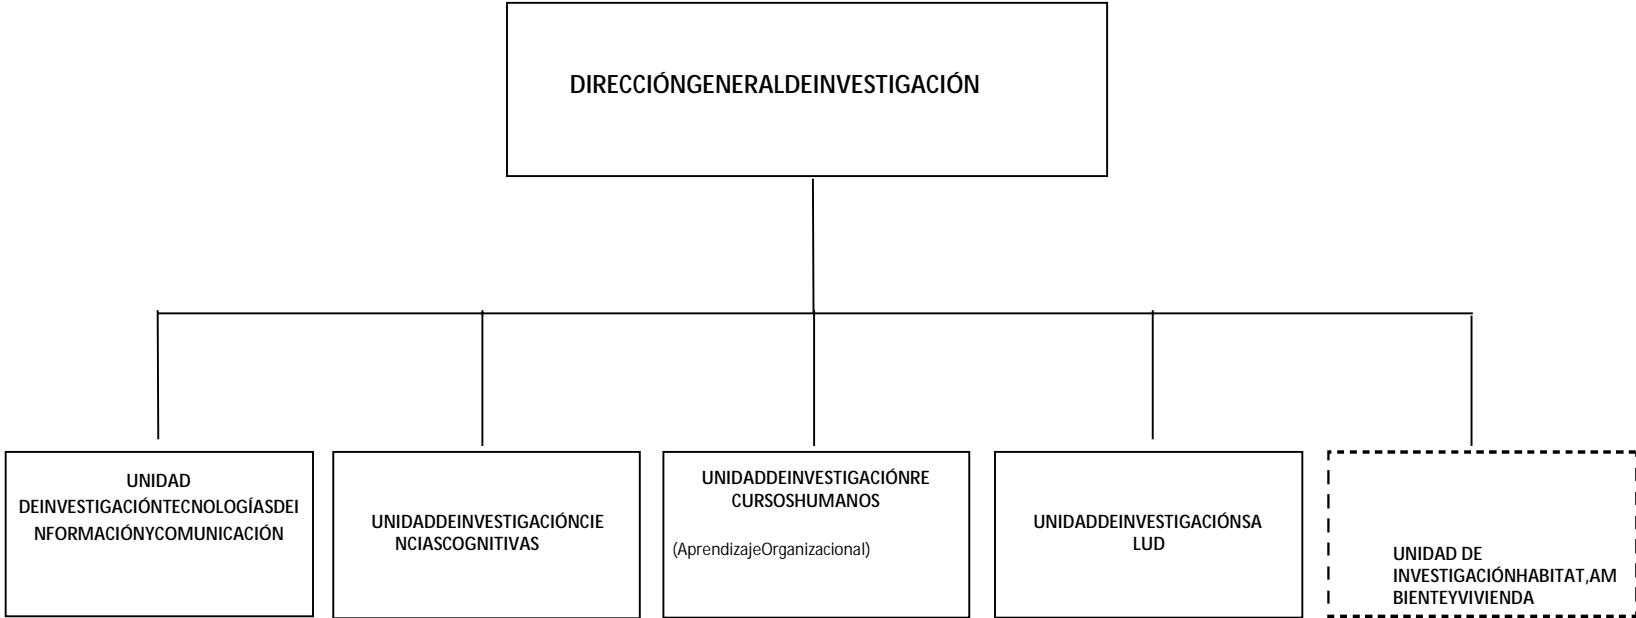 DIRECCIÓNGENERALDEINVESTIGACIÓN
UNIDAD
DEINVESTIGACIÓNTECNOLOGÍASDEI
NFORMACIÓNYCOMUNICACIÓN
UNIDADDEINVESTIGACIÓNCIE
NCIASCOGNITIVAS
UNIDADDEINVESTIGACIÓNRE
CURSOSHUMANOS
(AprendizajeOrganizacional)
UNIDADDEINVESTIGACIÓNSA
LUD
UNIDAD DE
INVESTIGACIÓNHABITAT,AM
BIENTEYVIVIENDA